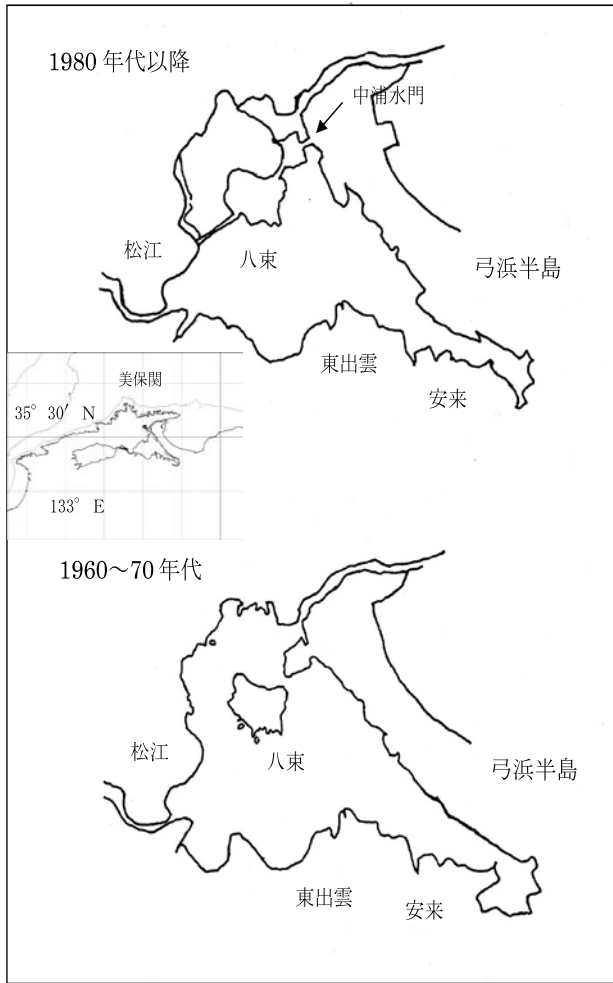 1980年代以降
中浦水門
松江
八束
弓浜半島
東出雲
安来
美保関
35° 30′ N
133° E
1960～70年代
松江
八束
弓浜半島
東出雲
安来